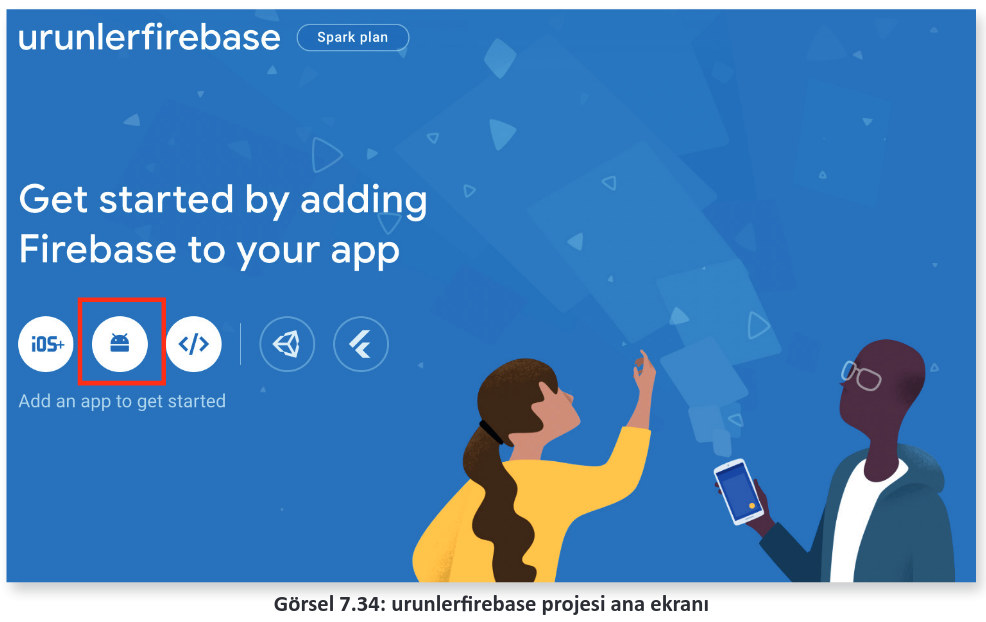 urunlerfirebase
Spark plan
Get started by adding
Firebase to your app
iOS+
</>
Add an app to get started
Görsel 7.34: urunlerfirebase projesi ana ekranı